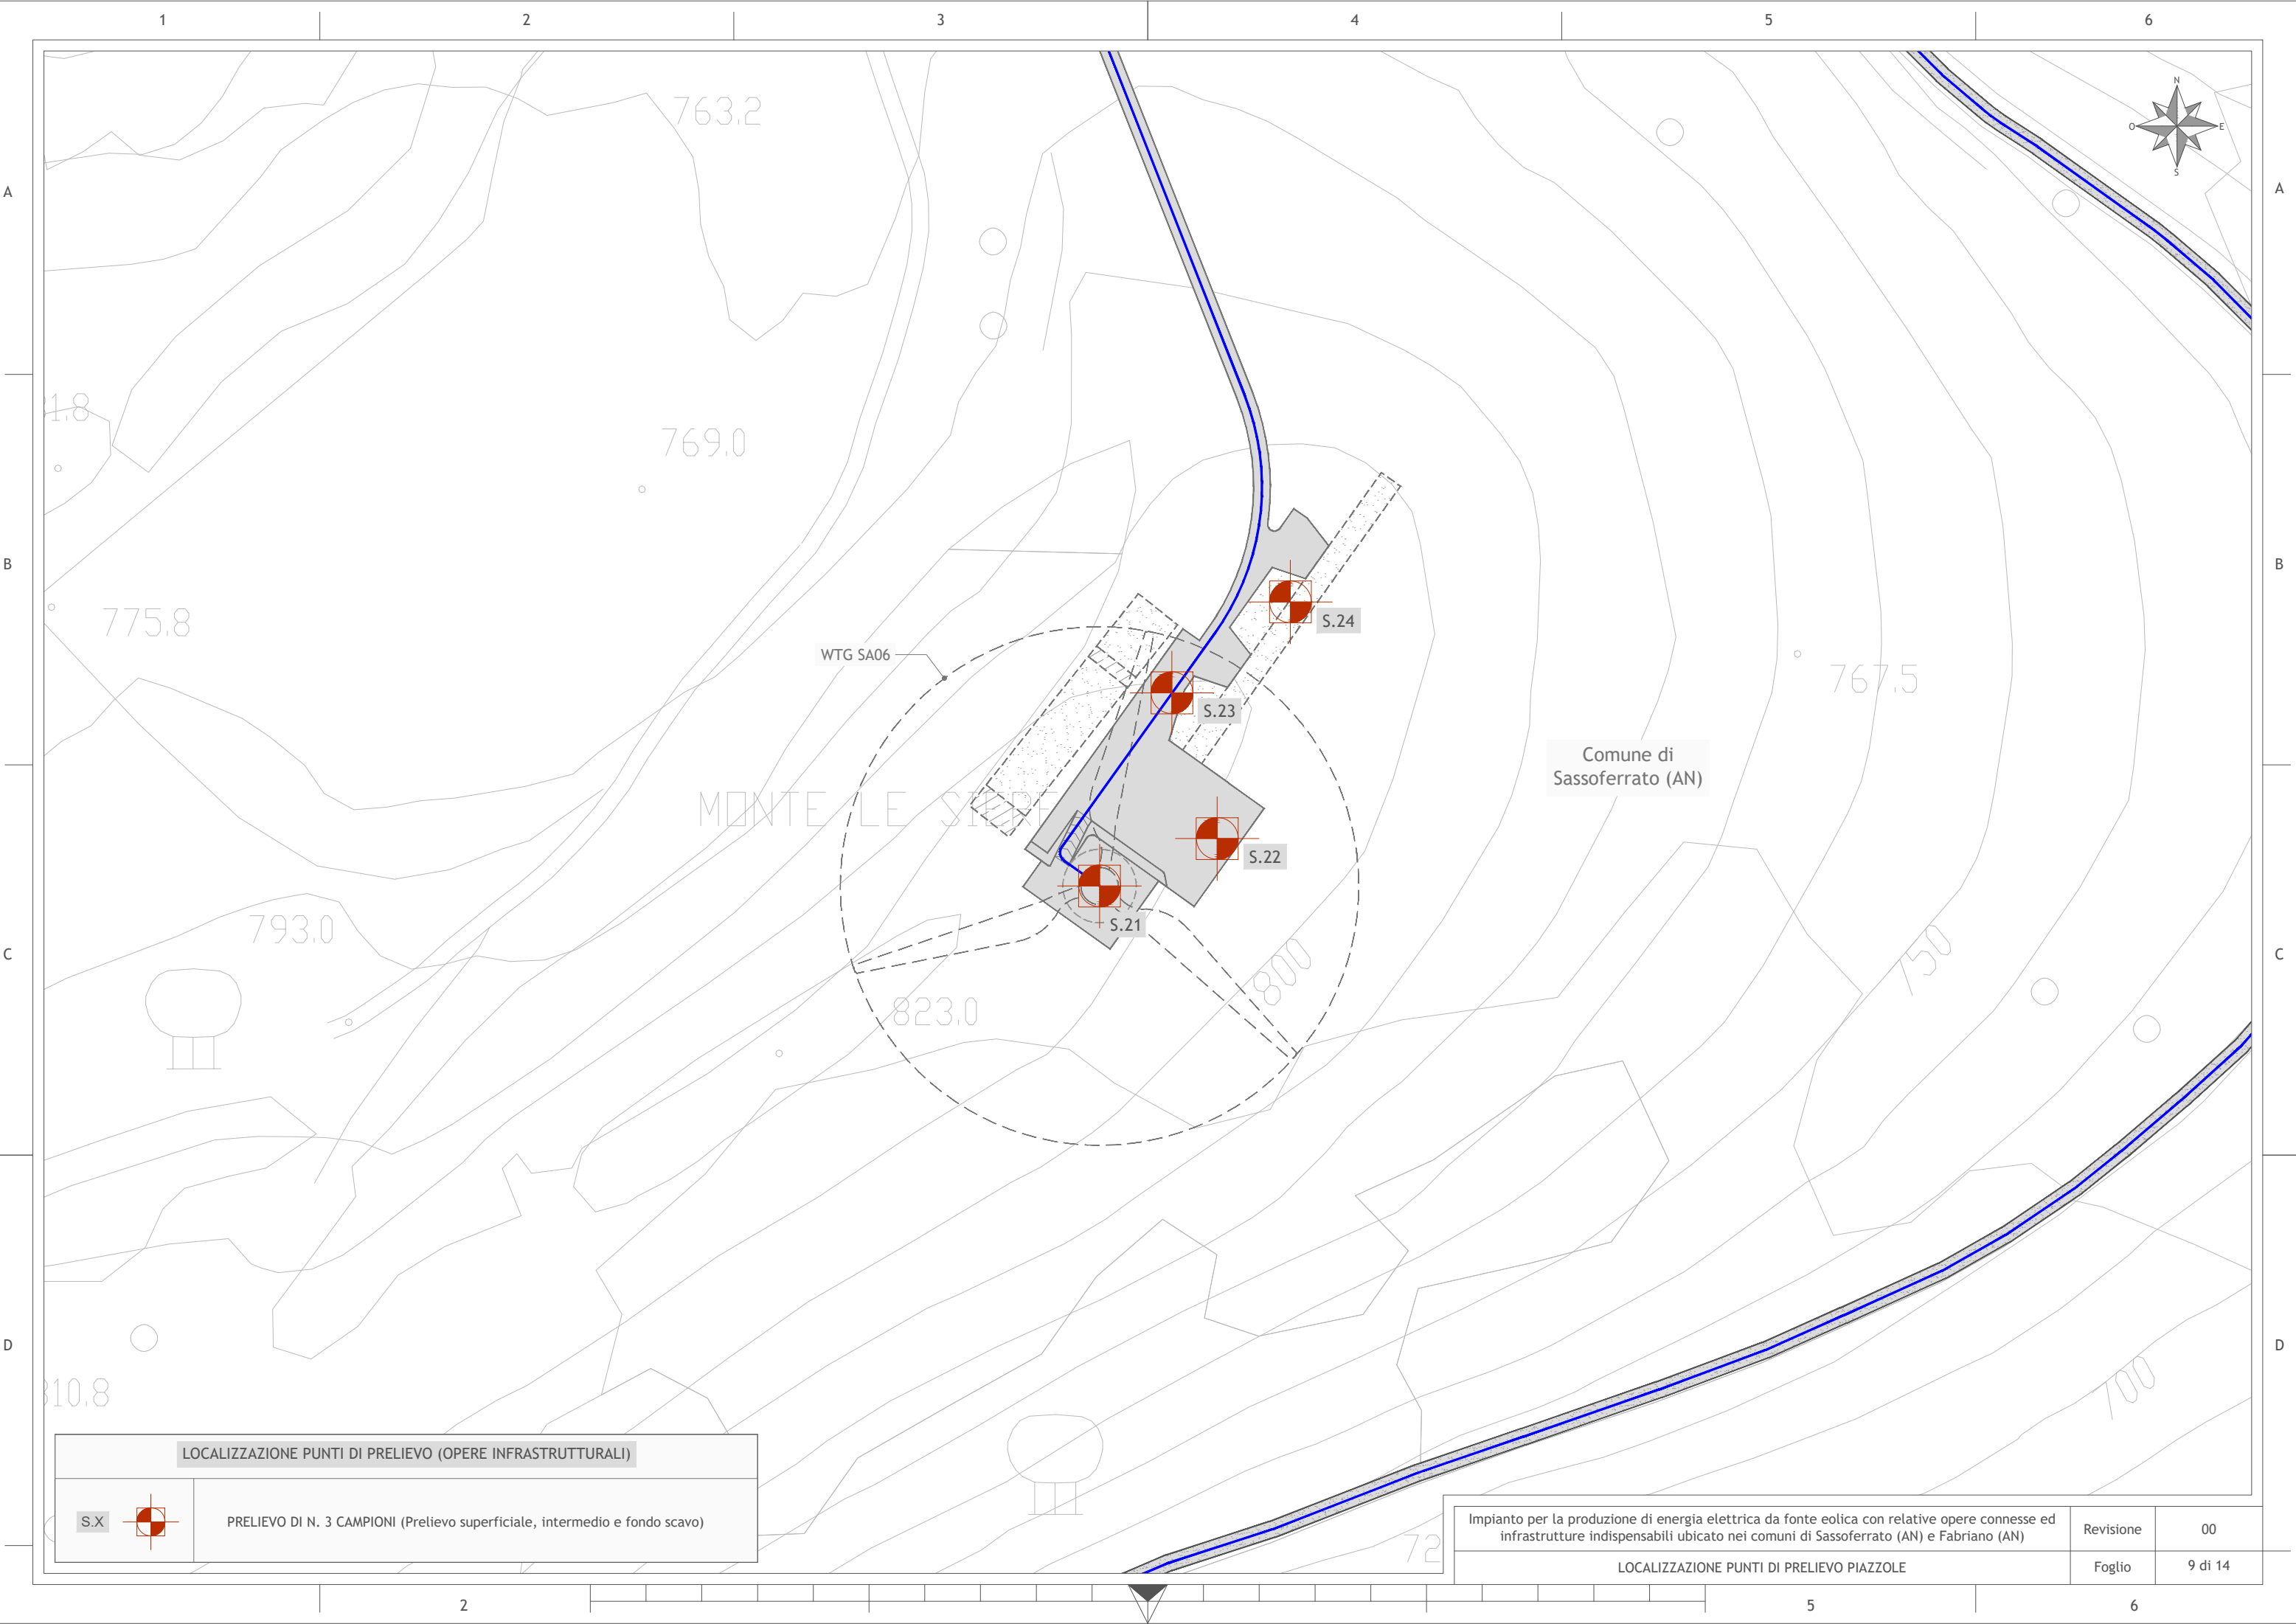 1 2 3 4 5 6
N
O E
S
763.2
A A
769.0
B B
775.8
WTG SA06
S.24
767.5
S.23
Comune di
Sassoferrato (AN)
MONTE LE
S.22
793.0
S.21
C C
800
750
823.0
D D
700
LOCALIZZAZIONE PUNTI DI PRELIEVO (OPERE INFRASTRUTTURALI)
S.X PRELIEVO DI N. 3 CAMPIONI (Prelievo superficiale, intermedio e fondo scavo)
72
Impianto per la produzione di energia elettrica da fonte eolica con relative opere connesse ed
infrastrutture indispensabili ubicato nei comuni di Sassoferrato (AN) e Fabriano (AN)
Revisione 00
LOCALIZZAZIONE PUNTI DI PRELIEVO PIAZZOLE
Foglio 9 di 14
2 5 6